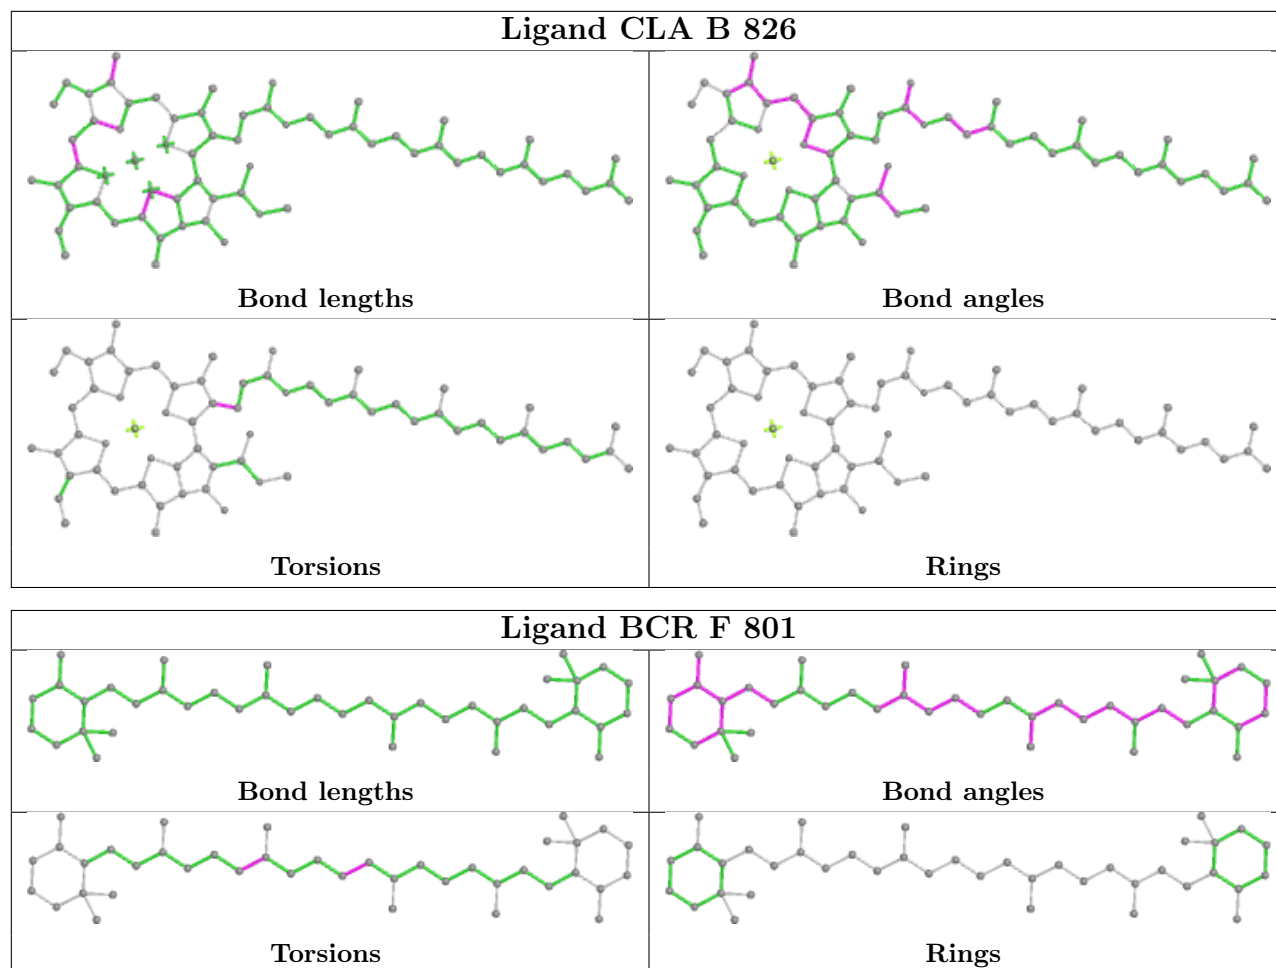 Ligand CLA B 826
Bond lengths
Bond angles
Torsions
Rings
Ligand BCR F 801
Bond lengths
Bond angles
Torsions
Rings